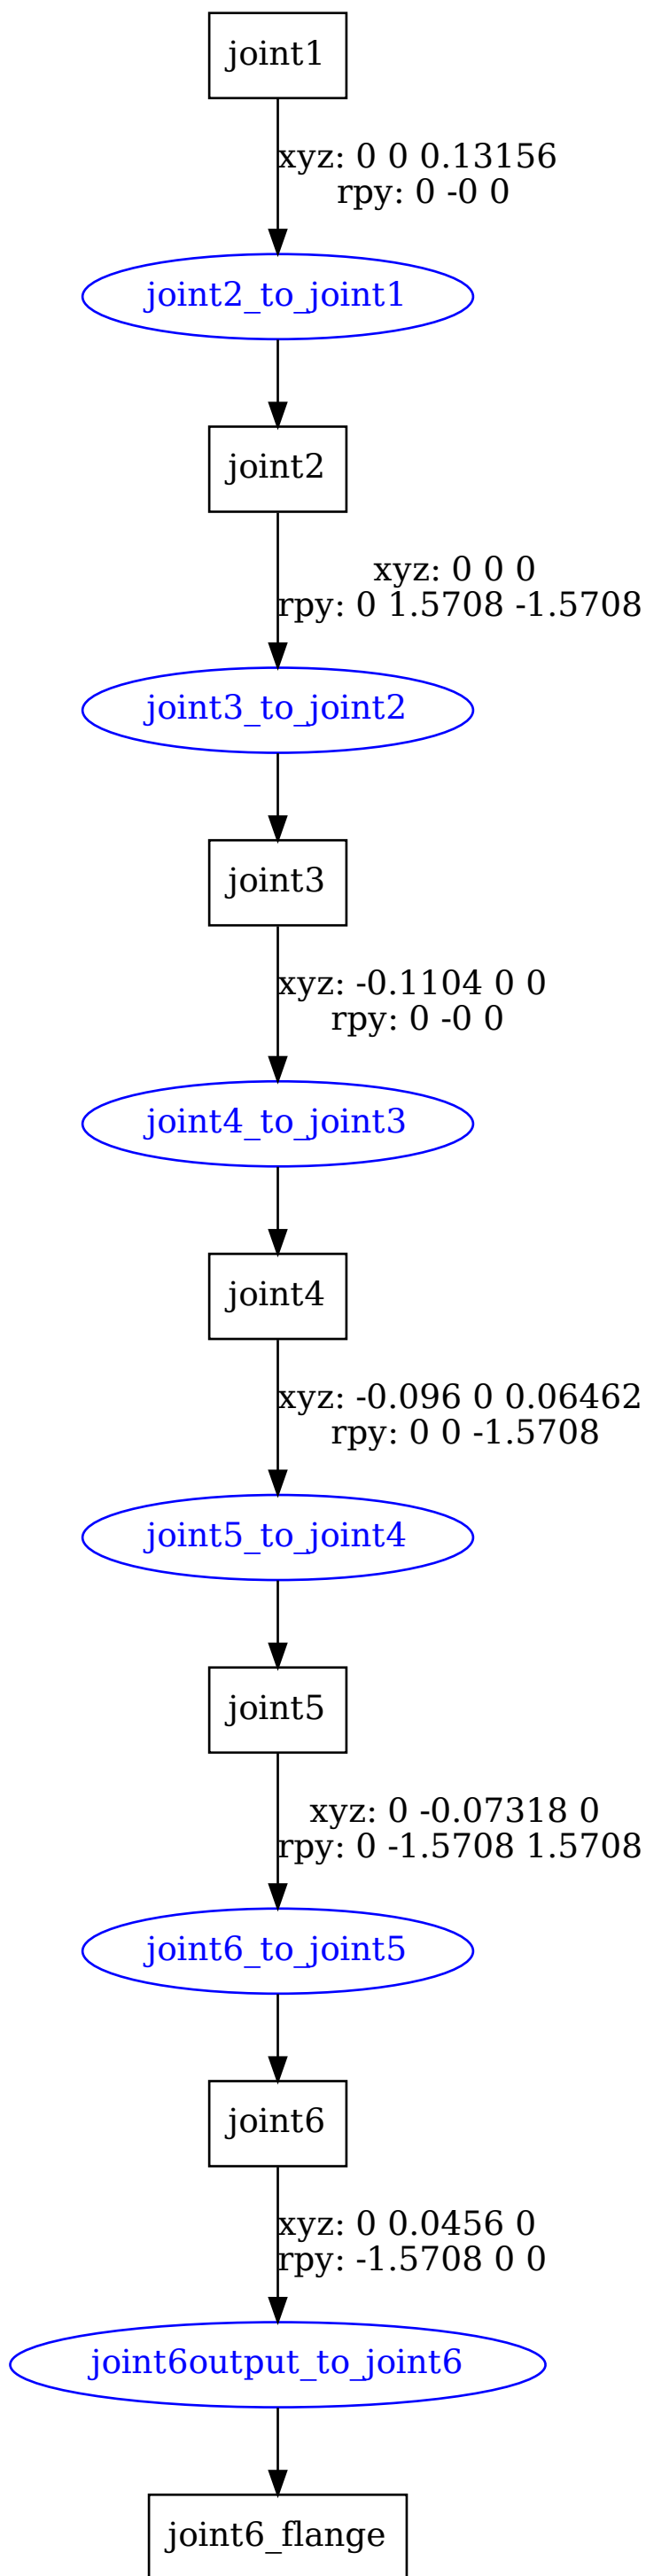 joint1
xyz: 0 0 0.13156
rpy: 0 -0 0
joint2_to_joint1
joint2
xyz: 0 0 0
rpy: 0 1.5708 -1.5708
joint3_to_joint2
joint3
xyz: -0.1104 0 0
rpy: 0 -0 0
joint4_to_joint3
joint4
xyz: -0.096 0 0.06462
rpy: 0 0 -1.5708
joint5_to_joint4
joint5
xyz: 0 -0.07318 0
rpy: 0 -1.5708 1.5708
joint6_to_joint5
joint6
xyz: 0 0.0456 0
rpy: -1.5708 0 0
joint6output_to_joint6
joint6_flange